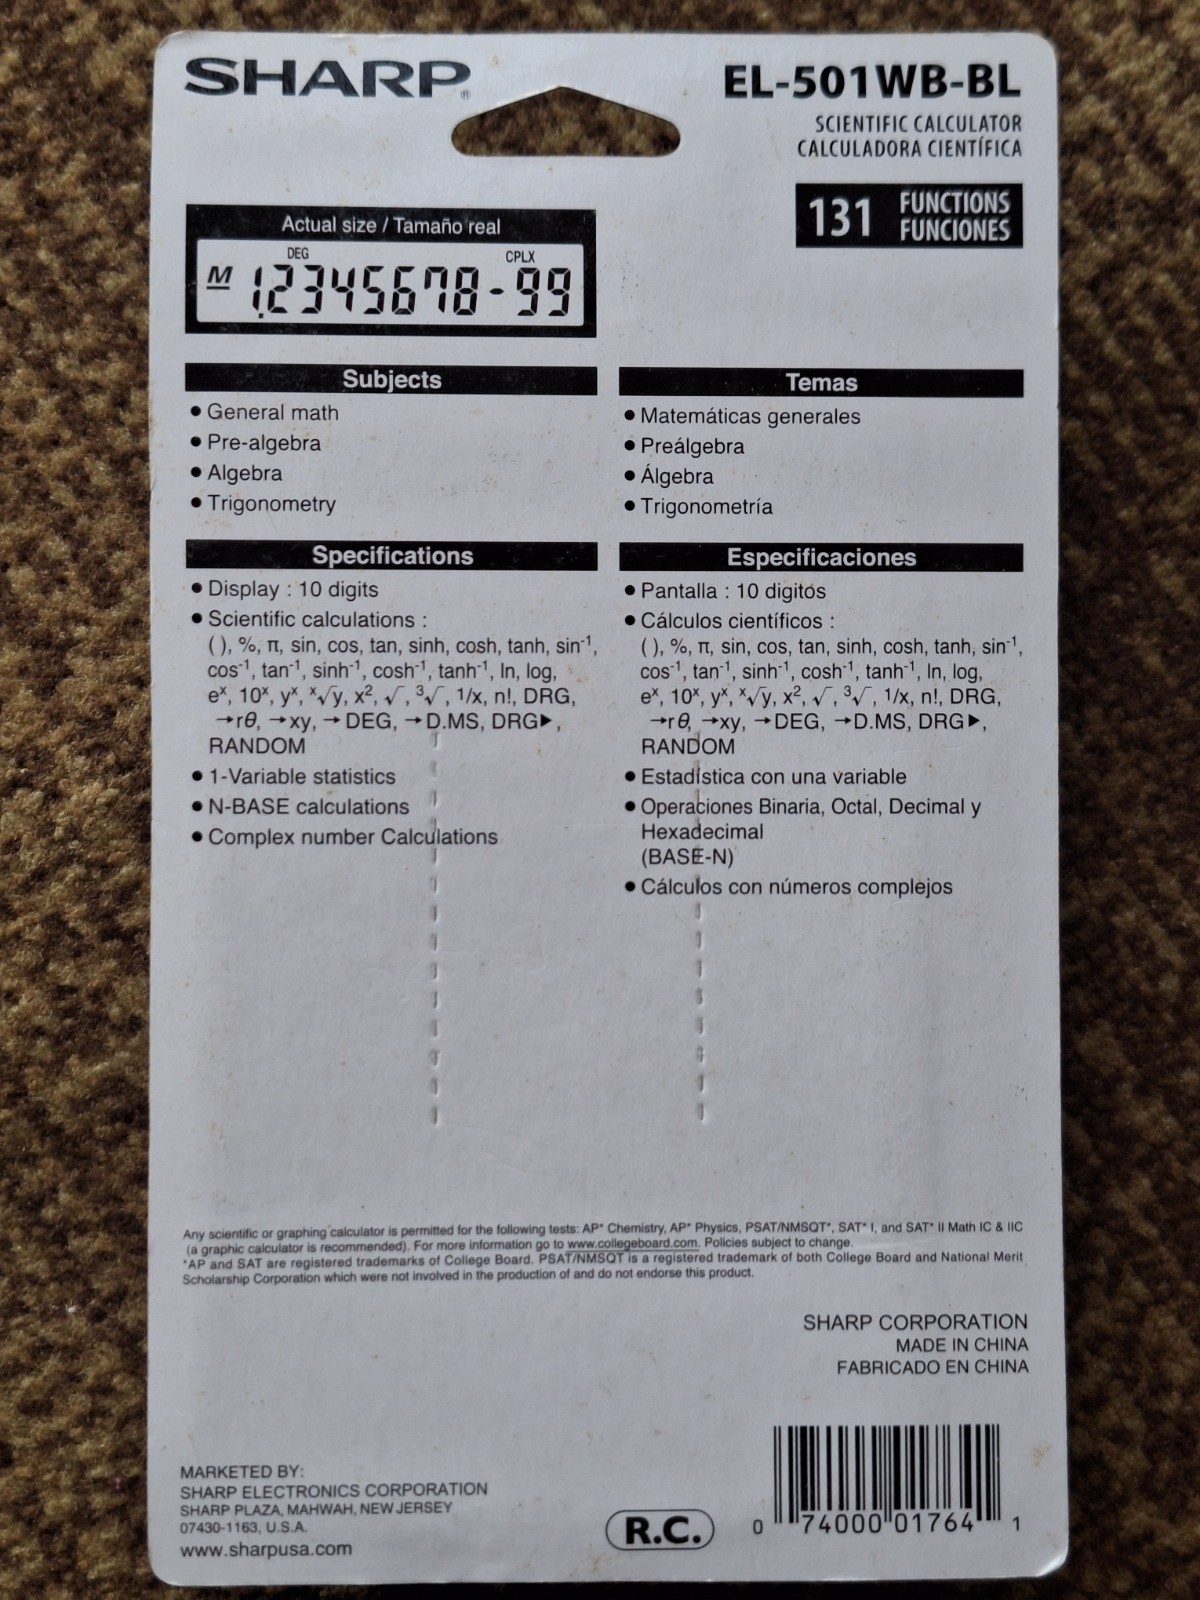 SHARP®
EL-501WB-BL
SCIENTIFIC CALCULATOR
CALCULADORA CIENTÍFICA
131 FUNCTIONS
FUNCIONES
Actual size / Tamaño real
DEG CPLX
M 1.2345678-99
Subjects
• General math
• Pre-algebra
• Algebra
• Trigonometry
Temas
• Matemáticas generales
• Preálgebra
• Álgebra
• Trigonometría
Specifications
• Display : 10 digits
• Scientific calculations :
( ), %, π, sin, cos, tan, sinh, cosh, tanh, sin⁻¹,
cos⁻¹, tan⁻¹, sinh⁻¹, cosh⁻¹, tanh⁻¹, ln, log,
eˣ, 10ˣ, yˣ, ˣ√y, x², √ , ³√ , 1/x, n!, DRG,
→rθ, →xy, →DEG, →D.MS, DRG▶,
RANDOM
• 1-Variable statistics
• N-BASE calculations
• Complex number Calculations
Especificaciones
• Pantalla : 10 digitos
• Cálculos científicos :
( ), %, π, sin, cos, tan, sinh, cosh, tanh, sin⁻¹,
cos⁻¹, tan⁻¹, sinh⁻¹, cosh⁻¹, tanh⁻¹, ln, log,
eˣ, 10ˣ, yˣ, ˣ√y, x², √ , ³√ , 1/x, n!, DRG,
→rθ, →xy, →DEG, →D.MS, DRG▶,
RANDOM
• Estadística con una variable
• Operaciones Binaria, Octal, Decimal y
Hexadecimal
(BASE-N)
• Cálculos con números complejos
Any scientific or graphing calculator is permitted for the following tests: AP* Chemistry, AP* Physics, PSAT/NMSQT*, SAT* I, and SAT* II Math IC & IIC
(a graphic calculator is recommended). For more information go to www.collegeboard.com. Policies subject to change.
*AP and SAT are registered trademarks of College Board. PSAT/NMSQT is a registered trademark of both College Board and National Merit
Scholarship Corporation which were not involved in the production of and do not endorse this product.
SHARP CORPORATION
MADE IN CHINA
FABRICADO EN CHINA
MARKETED BY:
SHARP ELECTRONICS CORPORATION
SHARP PLAZA, MAHWAH, NEW JERSEY
07430-1163, U.S.A.
www.sharpusa.com
R.C.
0 74000 01764 1